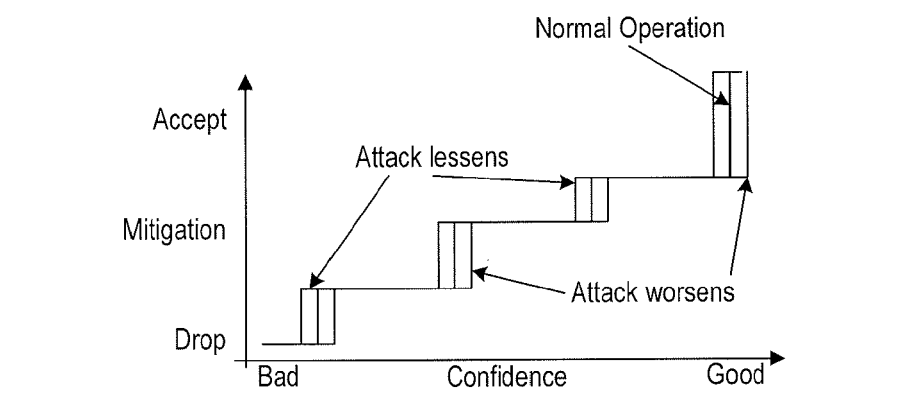 Normal Operation
Accept
Attack lessens
Mitigation
Attack worsens
Drop
Bad
Confidence
Good